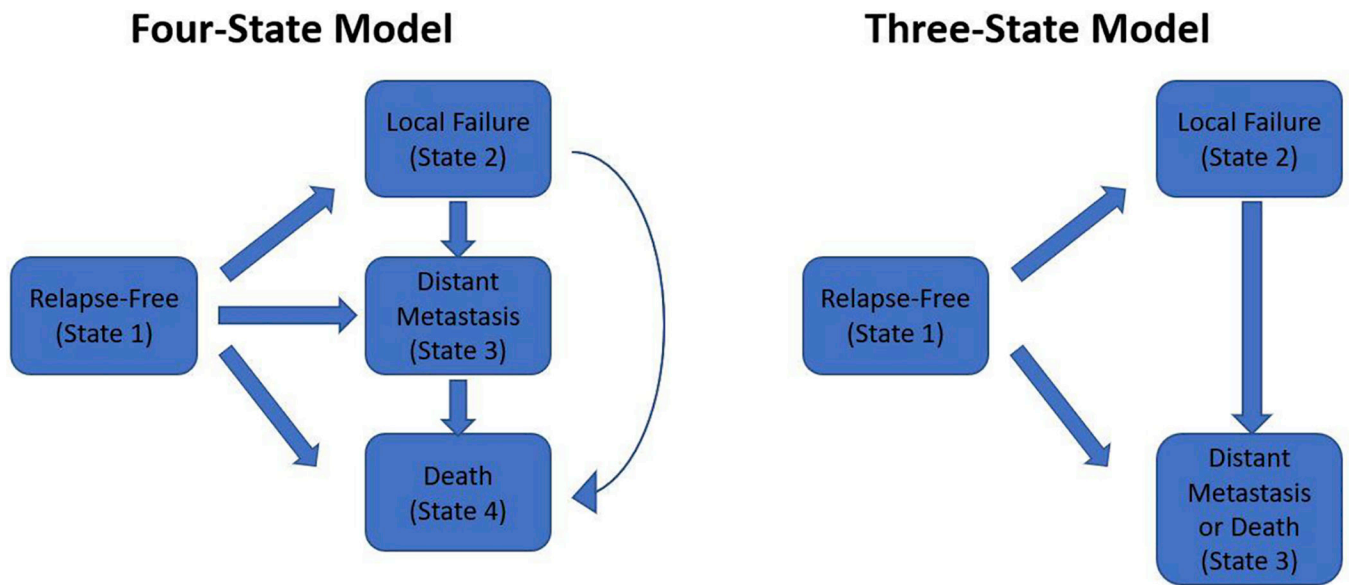 Four-State Model
Local Failure
(State 2)
Relapse-Free
(State 1)
Distant
Metastasis
(State 3)
Death
(State 4)
Three-State Model
Local Failure
(State 2)
Relapse-Free
(State 1)
Distant
Metastasis
or Death
(State 3)